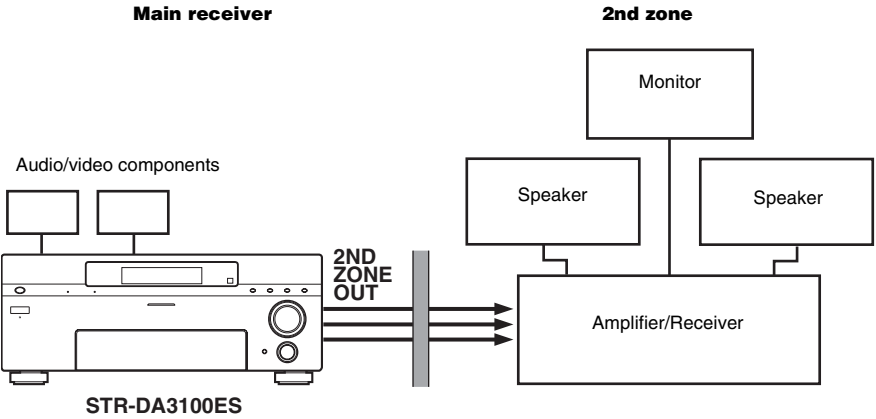 Main receiver
2nd zone
Monitor
Audio/video components
Speaker
Speaker
2ND
ZONE
OUT
Amplifier/Receiver
STR-DA3100ES